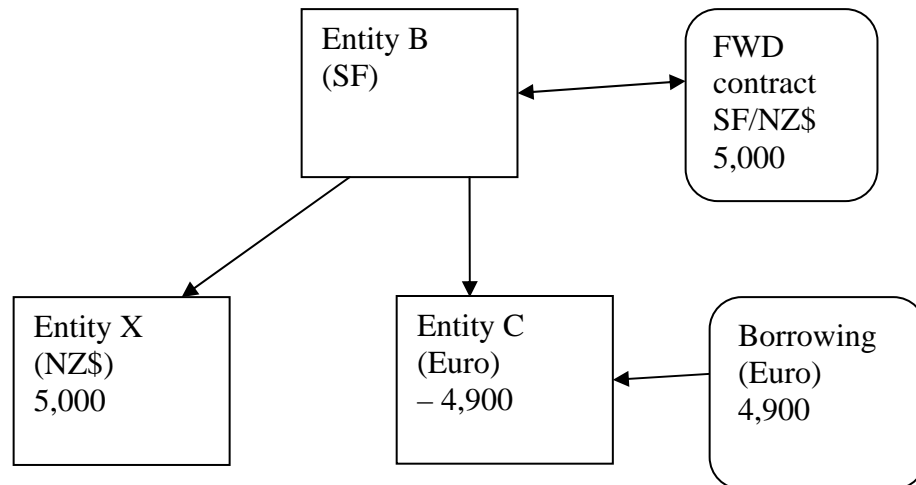 Entity B
(SF)
FWD
contract
SF/NZ$
5,000
Entity X
(NZ$)
5,000
Entity C
(Euro)
– 4,900
Borrowing
(Euro)
4,900